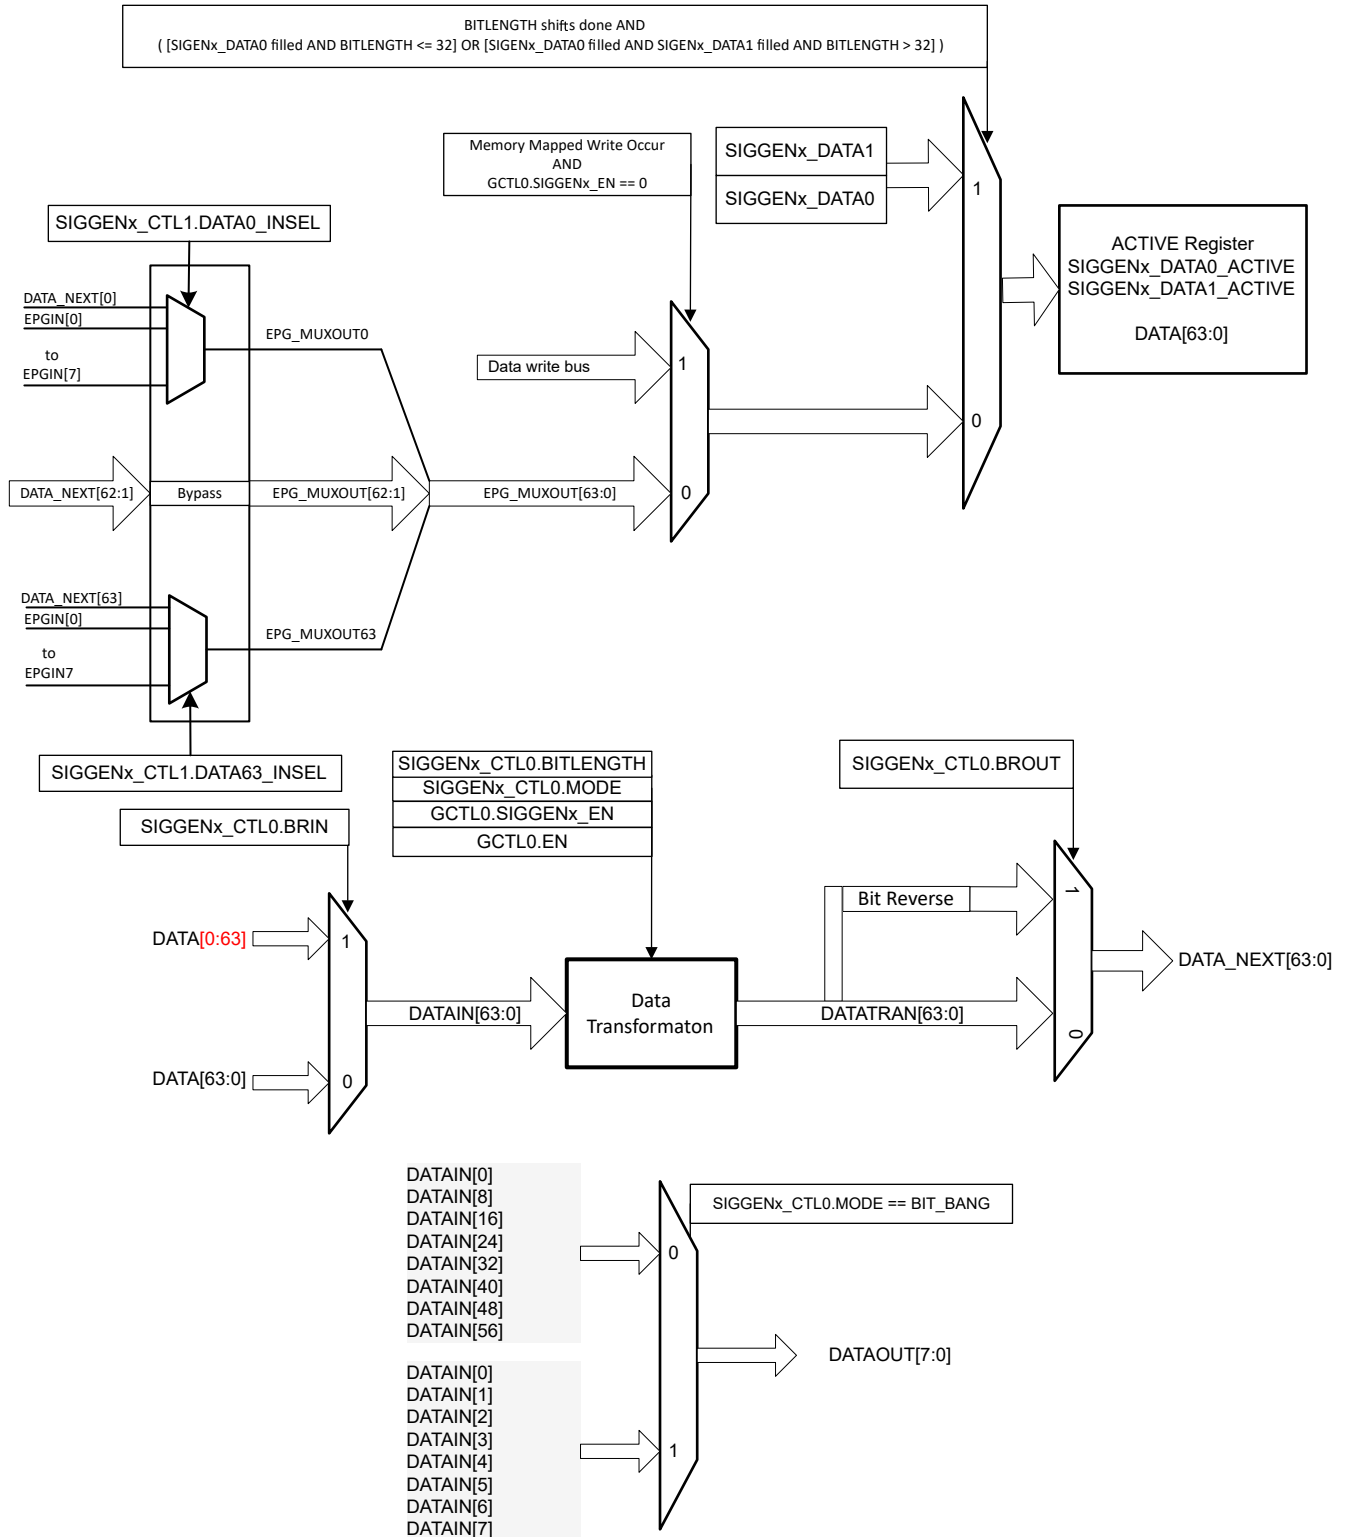 BITLENGTH shifts done AND
( [SIGENx_DATA0 filled AND BITLENGTH <= 32] OR [SIGENx_DATA0 filled AND SIGENx_DATA1 filled AND BITLENGTH > 32] )
Memory Mapped Write Occur
AND
GCTL0.SIGGENx_EN == 0
SIGGENx_DATA1
SIGGENx_DATA0
1
0
ACTIVE Register
SIGGENx_DATA0_ACTIVE
SIGGENx_DATA1_ACTIVE
DATA[63:0]
SIGGENx_CTL1.DATA0_INSEL
DATA_NEXT[0]
EPGIN[0]
to
EPGIN[7]
EPG_MUXOUT0
Data write bus
1
0
DATA_NEXT[62:1]
Bypass
EPG_MUXOUT[62:1]
EPG_MUXOUT[63:0]
DATA_NEXT[63]
EPGIN[0]
to
EPGIN7
EPG_MUXOUT63
SIGGENx_CTL1.DATA63_INSEL
SIGGENx_CTL0.BRIN
SIGGENx_CTL0.BITLENGTH
SIGGENx_CTL0.MODE
GCTL0.SIGGENx_EN
GCTL0.EN
SIGGENx_CTL0.BROUT
DATA[0:63]
1
DATA[63:0]
0
DATAIN[63:0]
Data
Transformaton
DATATRAN[63:0]
Bit Reverse
1
0
DATA_NEXT[63:0]
DATAIN[0]
DATAIN[8]
DATAIN[16]
DATAIN[24]
DATAIN[32]
DATAIN[40]
DATAIN[48]
DATAIN[56]
0
SIGGENx_CTL0.MODE == BIT_BANG
DATAOUT[7:0]
DATAIN[0]
DATAIN[1]
DATAIN[2]
DATAIN[3]
DATAIN[4]
DATAIN[5]
DATAIN[6]
DATAIN[7]
1